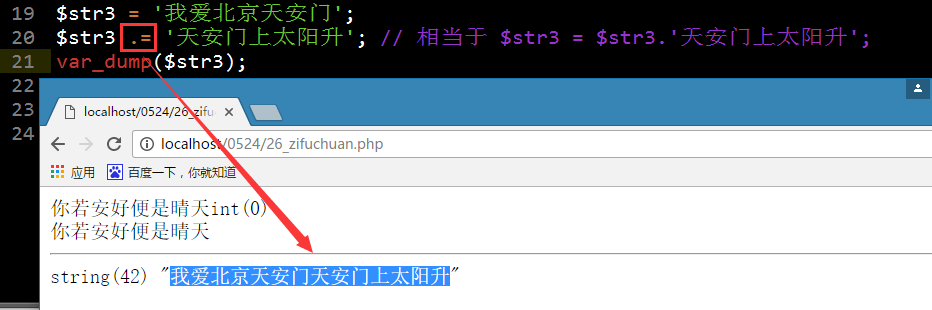 19 $str3 = '我爱北京天安门';
20 $str3 .= '天安门上太阳升'; // 相当于 $str3 = $str3.'天安门上太阳升';
21 var_dump($str3);
22
23
24
localhost/0524/26_zifuc
localhost/0524/26_zifuchuan.php
应用 百度一下，你就知道
你若安好便是晴天int(0)
你若安好便是晴天
string(42) "我爱北京天安门天安门上太阳升"